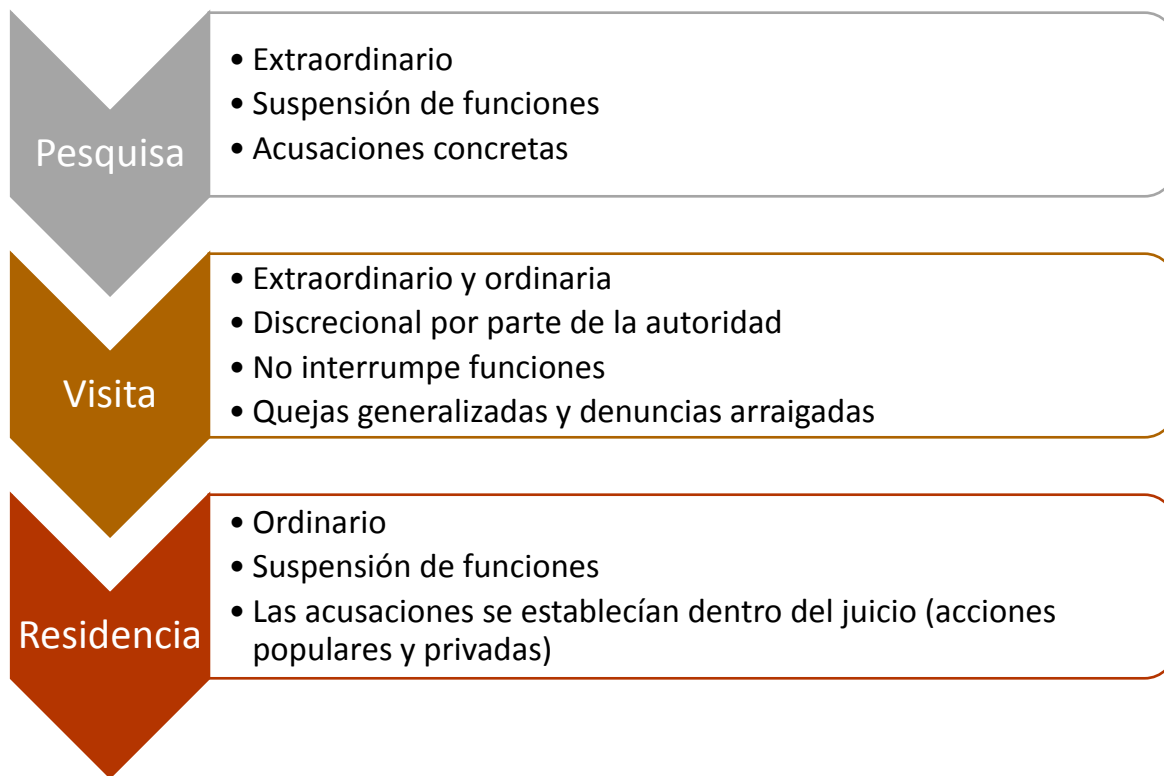 Pesquisa
• Extraordinario
• Suspensión de funciones
• Acusaciones concretas
Visita
• Extraordinario y ordinaria
• Discrecional por parte de la autoridad
• No interrumpe funciones
• Quejas generalizadas y denuncias arraigadas
Residencia
• Ordinario
• Suspensión de funciones
• Las acusaciones se establecían dentro del juicio (acciones
populares y privadas)